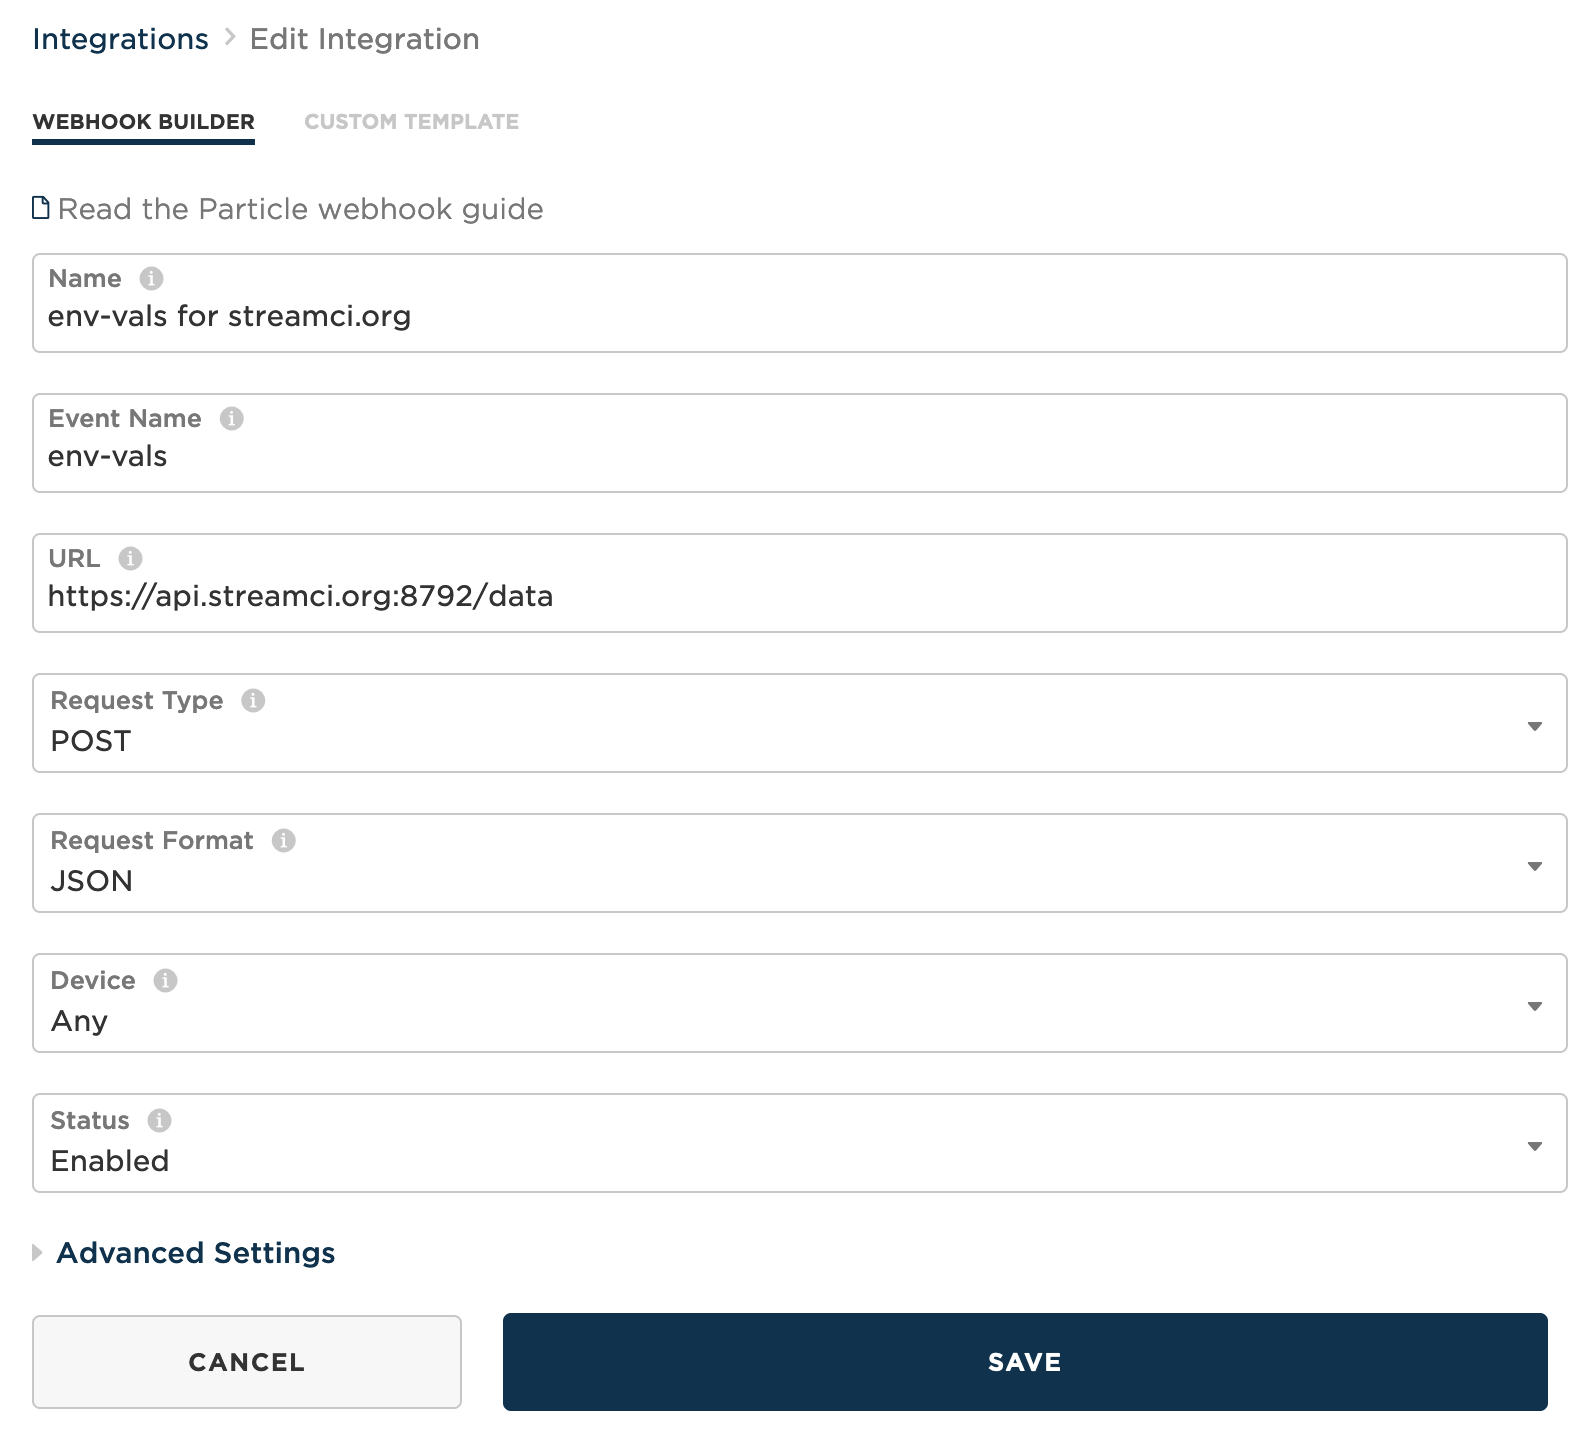 Integrations > Edit Integration
WEBHOOK BUILDER CUSTOM TEMPLATE
Read the Particle webhook guide
Name
env-vals for streamci.org
Event Name
env-vals
URL
https://api.streamci.org:8792/data
Request Type
POST
Request Format
JSON
Device
Any
Status
Enabled
Advanced Settings
CANCEL SAVE